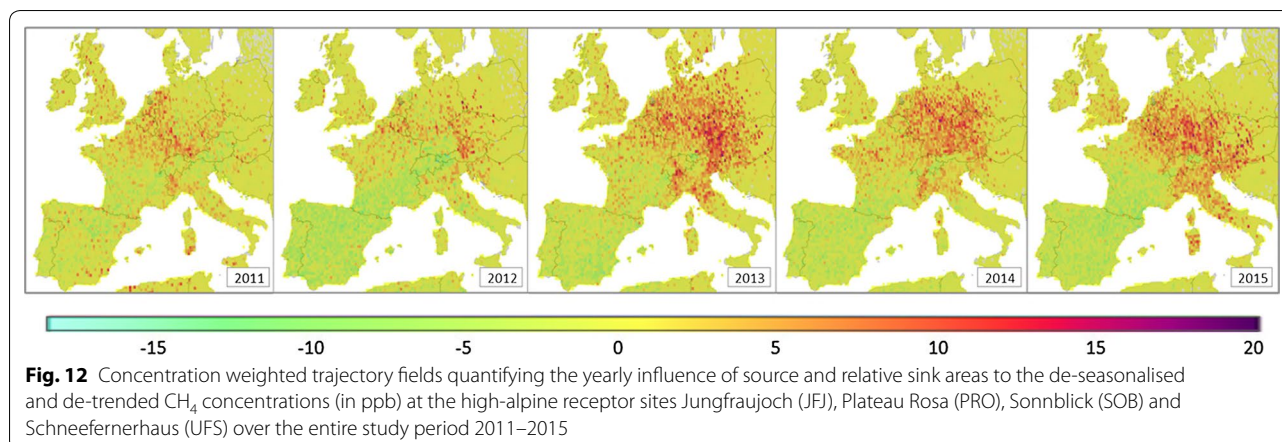 2011 2012 2013 2014 2015
-15 -10 -5 0 5 10 15 20
Fig. 12 Concentration weighted trajectory fields quantifying the yearly influence of source and relative sink areas to the de-seasonalised
and de-trended CH₄ concentrations (in ppb) at the high-alpine receptor sites Jungfraujoch (JFJ), Plateau Rosa (PRO), Sonnblick (SOB) and
Schneefernerhaus (UFS) over the entire study period 2011–2015